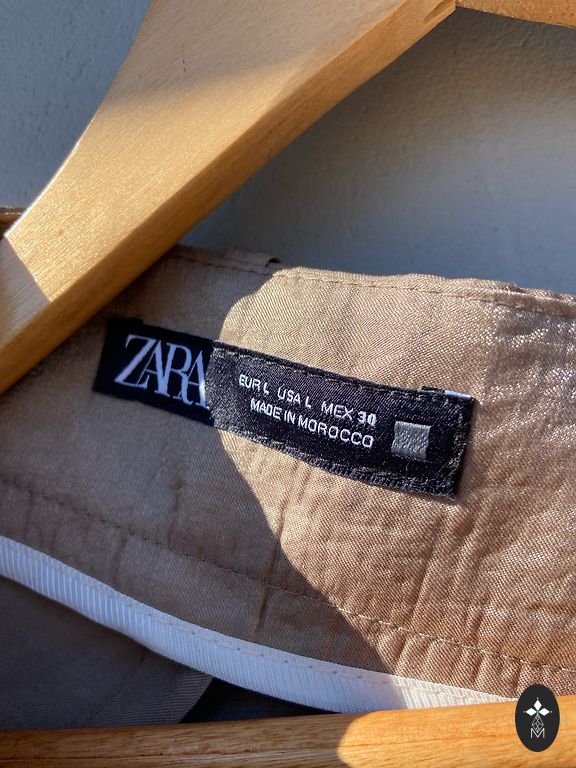 ZARA
EUR L USA L MEX 30
MADE IN MOROCCO
M